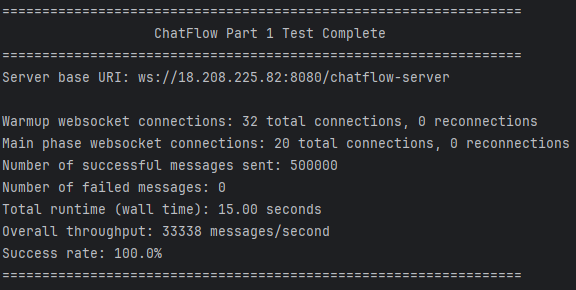 =================================================================
ChatFlow Part 1 Test Complete
=================================================================
Server base URI: ws://18.208.225.82:8080/chatflow-server
Warmup websocket connections: 32 total connections, 0 reconnections
Main phase websocket connections: 20 total connections, 0 reconnections
Number of successful messages sent: 500000
Number of failed messages: 0
Total runtime (wall time): 15.00 seconds
Overall throughput: 33338 messages/second
Success rate: 100.0%
=================================================================